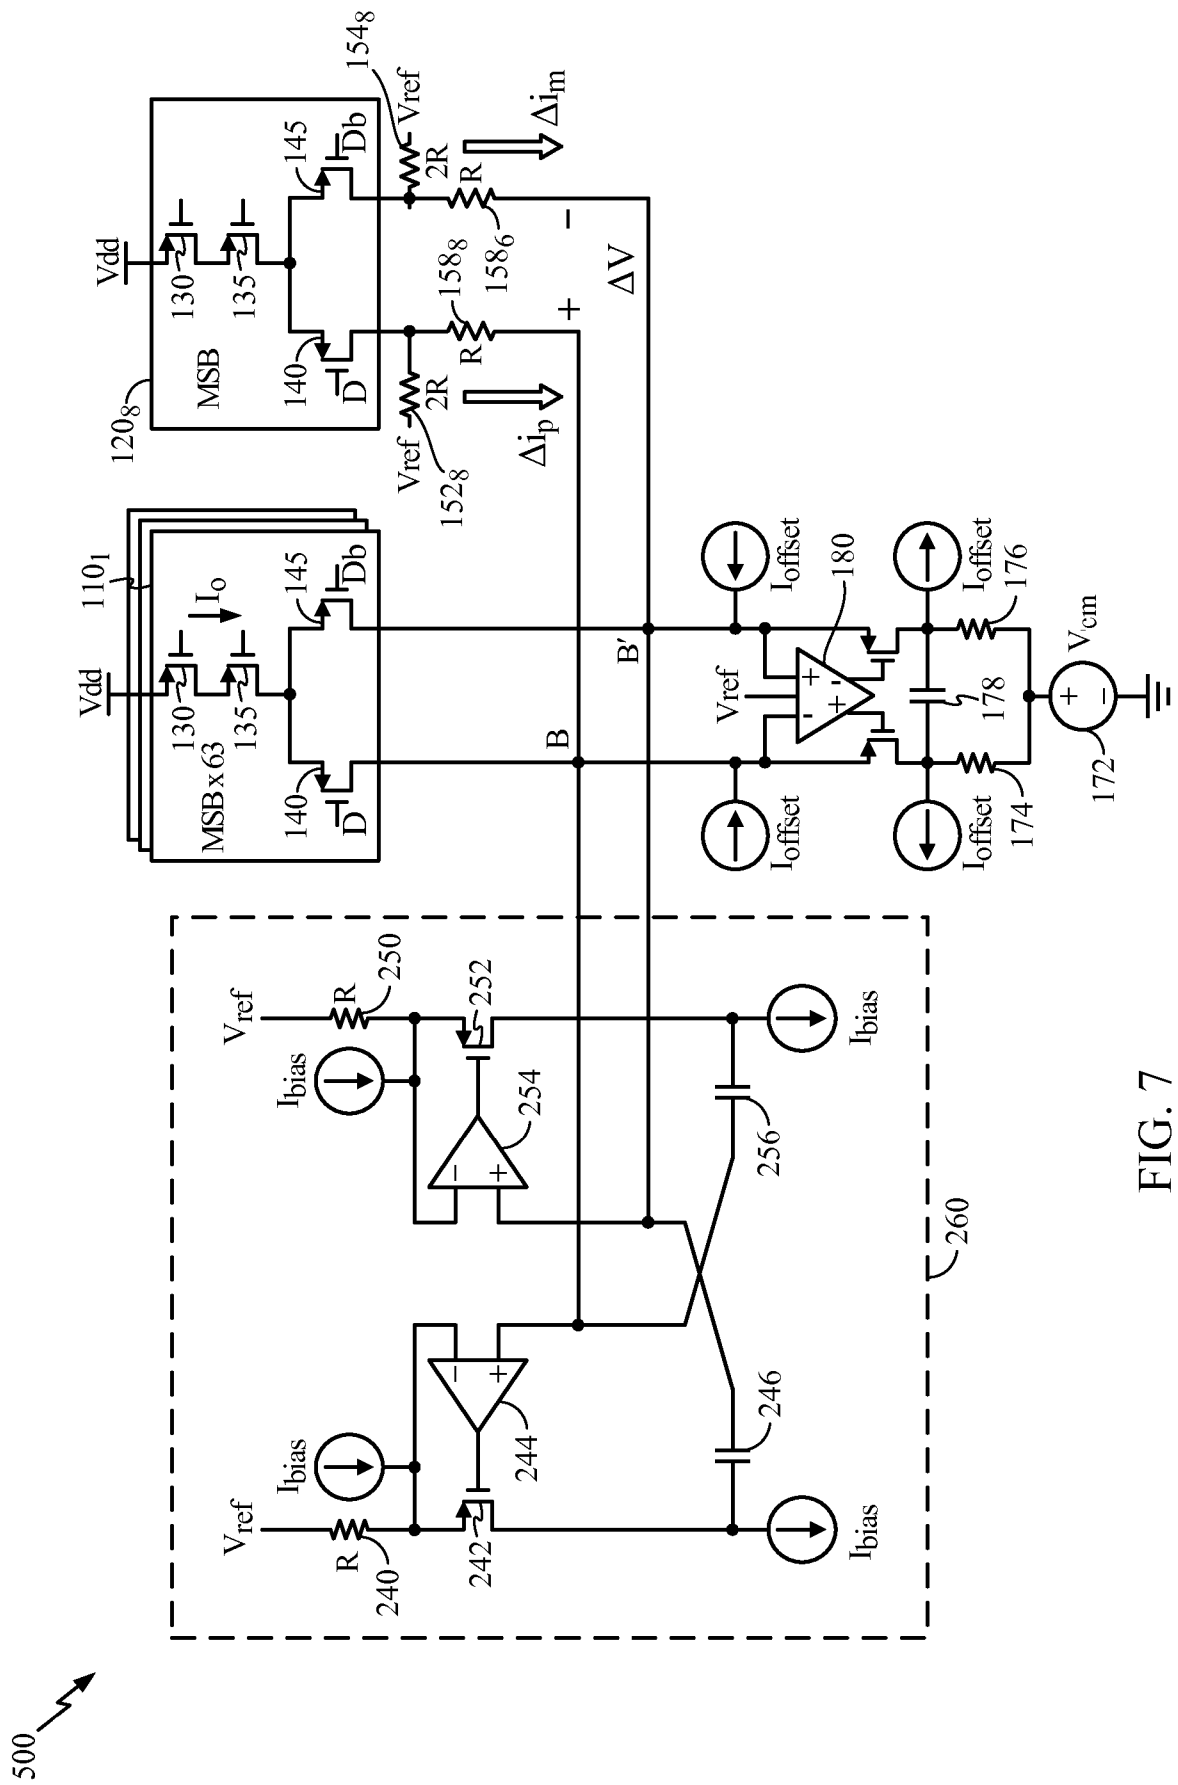 500
120₈
Vdd
130
135
MSB
140
145
D
Db
154₈
Vref
2R
R
Δiₘ
158₆
−
ΔV
158₈
R
+
Vref
2R
152₈
Δiₚ
110₁
Vdd
130
Iₒ
135
MSB x 63
140
145
D
Db
B
B'
Ioffset
Ioffset
Vref
+
-
-
+
180
Ioffset
Ioffset
178
174
176
Vcm
+
-
172
Vref
R
250
Ibias
252
254
−
+
256
Ibias
Vref
R
240
Ibias
242
244
−
+
246
Ibias
260
FIG. 7